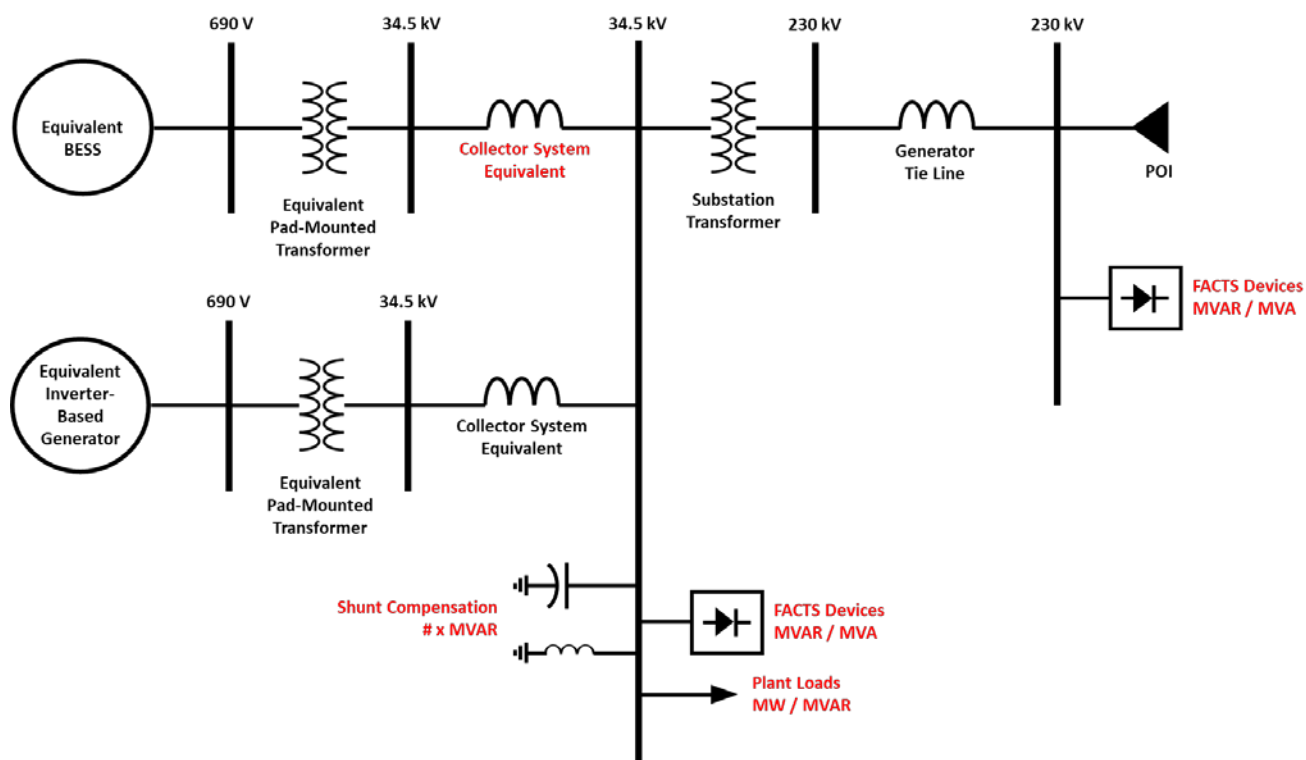 690 V
34.5 kV
34.5 kV
230 kV
230 kV
Equivalent
BESS
Equivalent
Pad-Mounted
Transformer
Collector System
Equivalent
Substation
Transformer
Generator
Tie Line
POI
FACTS Devices
MVAR / MVA
690 V
34.5 kV
Equivalent
Inverter-
Based
Generator
Equivalent
Pad-Mounted
Transformer
Collector System
Equivalent
Shunt Compensation
# x MVAR
FACTS Devices
MVAR / MVA
Plant Loads
MW / MVAR